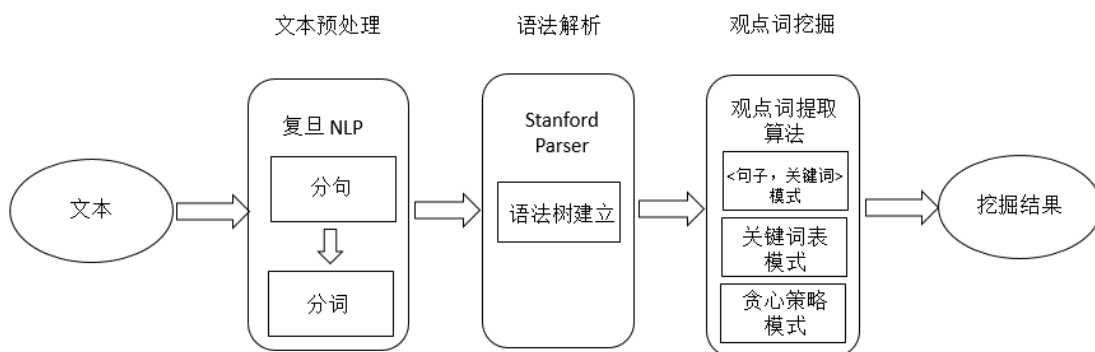 文本预处理
语法解析
观点词挖掘
文本
复旦 NLP
分句
分词
Stanford
Parser
语法树建立
观点词提取
算法
<句子，关键词>
模式
关键词表
模式
贪心策略
模式
挖掘结果